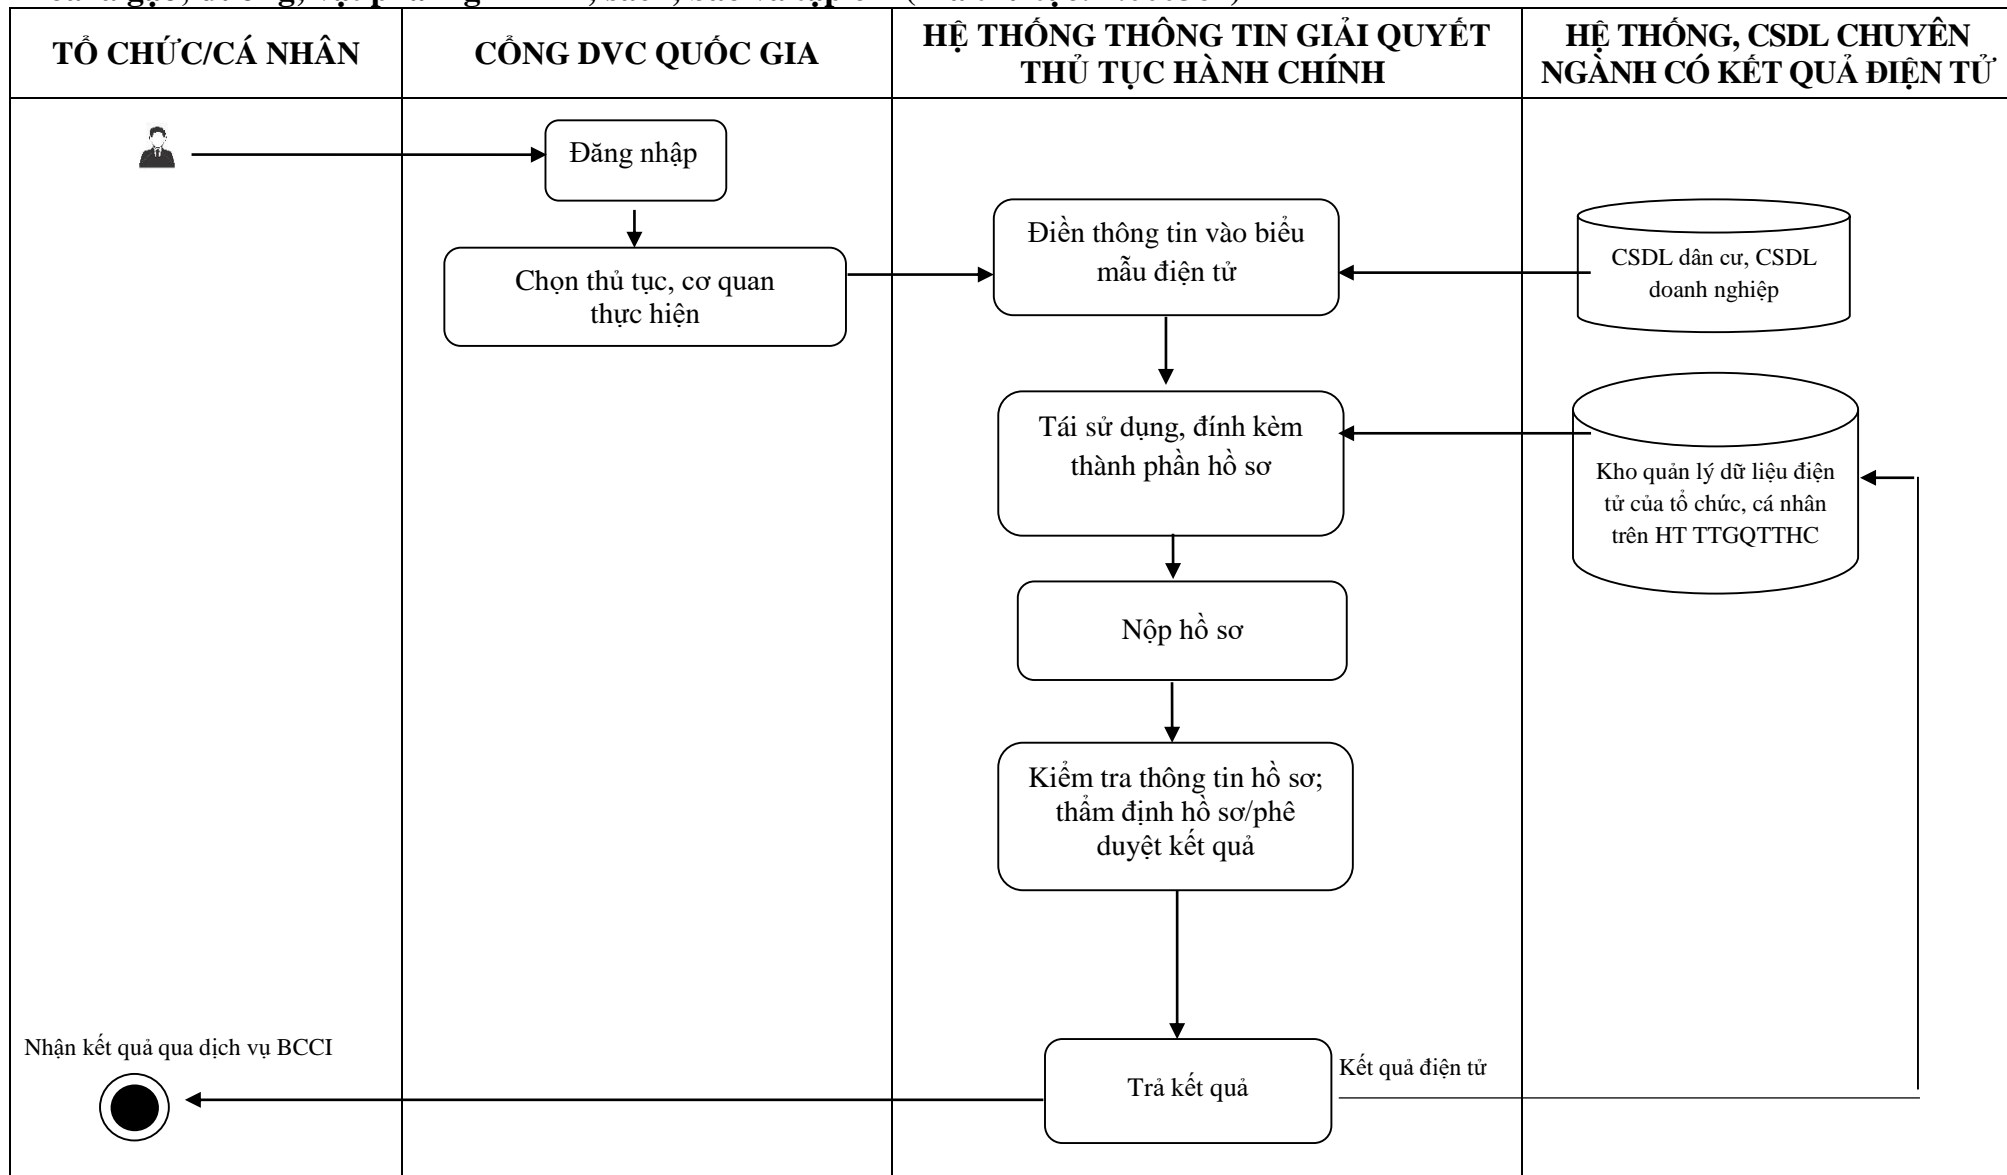 TỔ CHỨC/CÁ NHÂN
CỔNG DVC QUỐC GIA
HỆ THỐNG THÔNG TIN GIẢI QUYẾT
THỦ TỤC HÀNH CHÍNH
HỆ THỐNG, CSDL CHUYÊN
NGÀNH CÓ KẾT QUẢ ĐIỆN TỬ
Đăng nhập
Chọn thủ tục, cơ quan
thực hiện
Điền thông tin vào biểu
mẫu điện tử
CSDL dân cư, CSDL
doanh nghiệp
Tái sử dụng, đính kèm
thành phần hồ sơ
Kho quản lý dữ liệu điện
tử của tổ chức, cá nhân
trên HT TTGQTTHC
Nộp hồ sơ
Kiểm tra thông tin hồ sơ;
thẩm định hồ sơ/phê
duyệt kết quả
Nhận kết quả qua dịch vụ BCCI
Trả kết quả
Kết quả điện tử